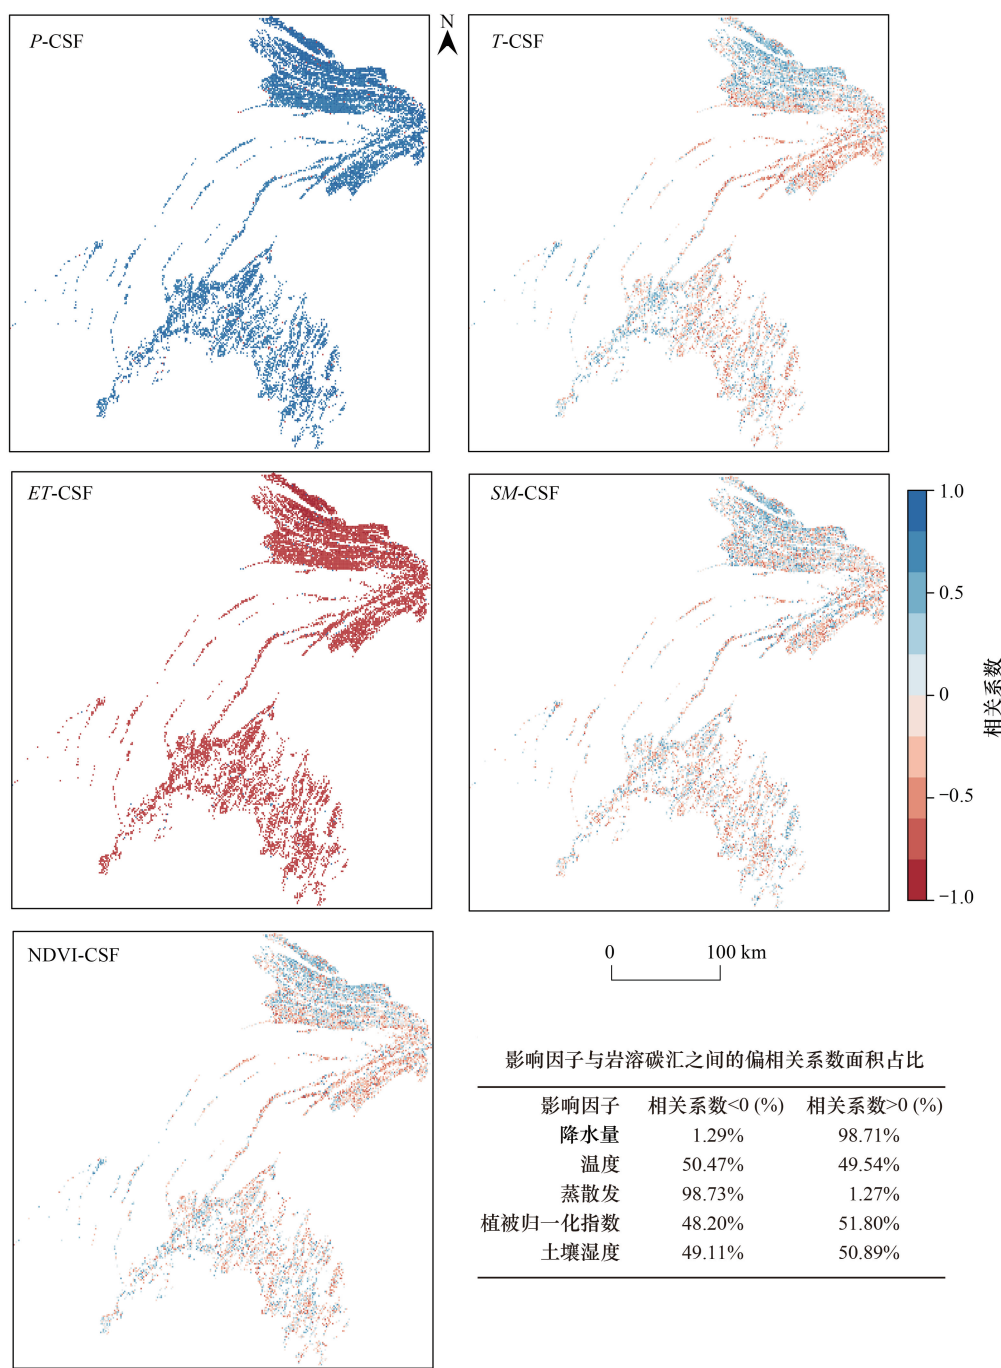 P-CSF
N
T-CSF
ET-CSF
SM-CSF
1.0
0.5
0
−0.5
−1.0
相关系数
NDVI-CSF
0 100 km
影响因子与岩溶碳汇之间的偏相关系数面积占比
影响因子 相关系数<0 (%) 相关系数>0 (%)
降水量 1.29% 98.71%
温度 50.47% 49.54%
蒸散发 98.73% 1.27%
植被归一化指数 48.20% 51.80%
土壤湿度 49.11% 50.89%